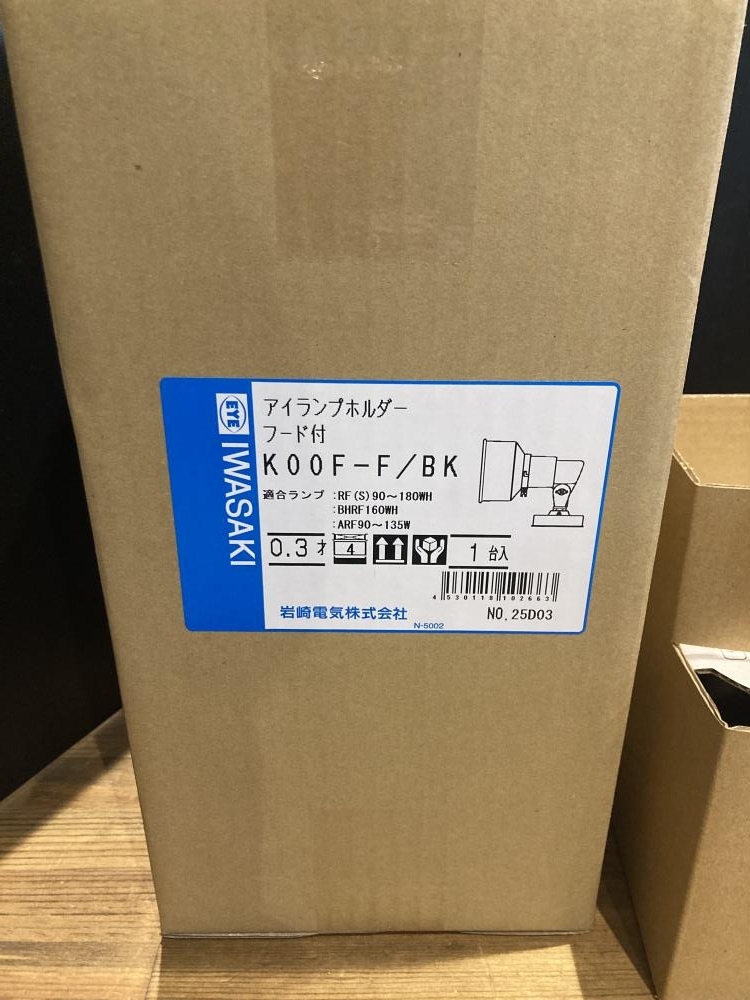 EYE
IWASAKI
アイランプホルダー
フード付
K00F-F/BK
適合ランプ :RF(S)90～180WH
:BHRF160WH
:ARF90～135W
0.3才
4
1台入
4530118102663
岩崎電気株式会社
N-5002
NO.25D03